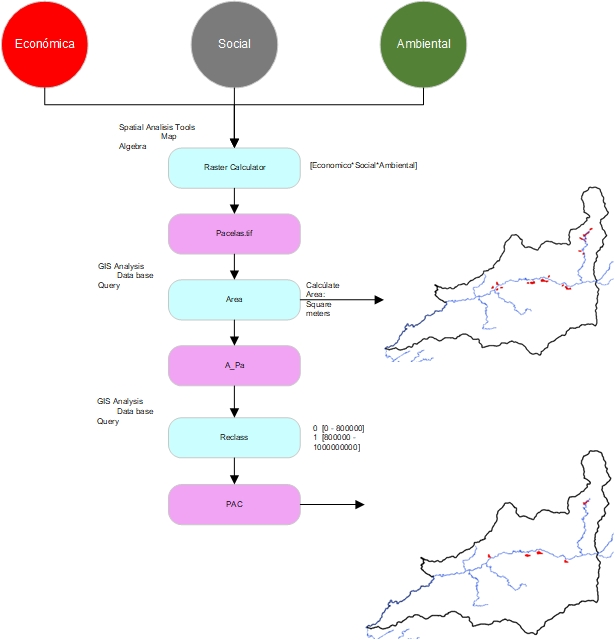 Económica
Social
Ambiental
Spatial Analisis Tools
Map
Algebra
Raster Calculator
[Economico*Social*Ambiental]
Pacelas.tif
GIS Analysis
Data base
Query
Area
Calcúlate
Area:
Square
meters
A_Pa
GIS Analysis
Data base
Query
Reclass
0 [0 - 800000]
1 [800000 -
1000000000]
PAC